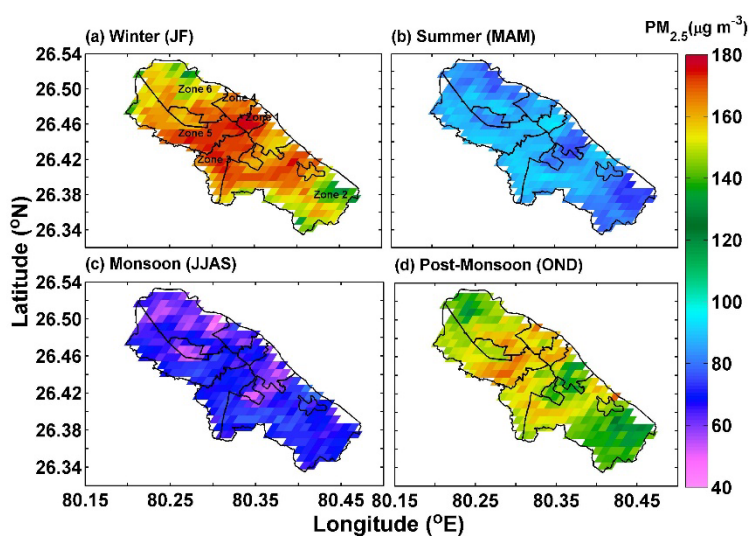 (a) Winter (JF)
(b) Summer (MAM)
PM2.5(μg m-3)
26.54
26.50
26.46
26.42
26.38
26.34
Zone 6
Zone 4
Zone 1
Zone 5
Zone 3
Zone 2
180
160
140
120
100
80
60
40
(c) Monsoon (JJAS)
(d) Post-Monsoon (OND)
26.54
26.50
26.46
26.42
26.38
26.34
Latitude (ON)
80.15
80.25
80.35
80.45
80.15
80.25
80.35
80.45
Longitude (OE)